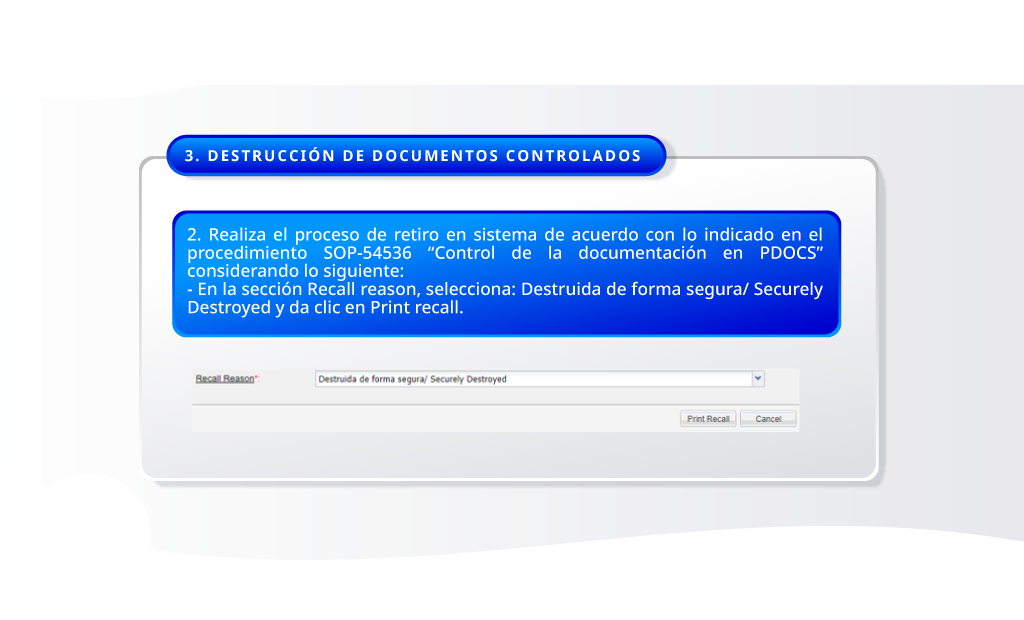 3. DESTRUCCIÓN DE DOCUMENTOS CONTROLADOS
2. Realiza el proceso de retiro en sistema de acuerdo con lo indicado en el
procedimiento SOP-54536 “Control de la documentación en PDOCS”
considerando lo siguiente:
- En la sección Recall reason, selecciona: Destruida de forma segura/ Securely
Destroyed y da clic en Print recall.
Recall Reason*: Destruida de forma segura/ Securely Destroyed
Print Recall Cancel